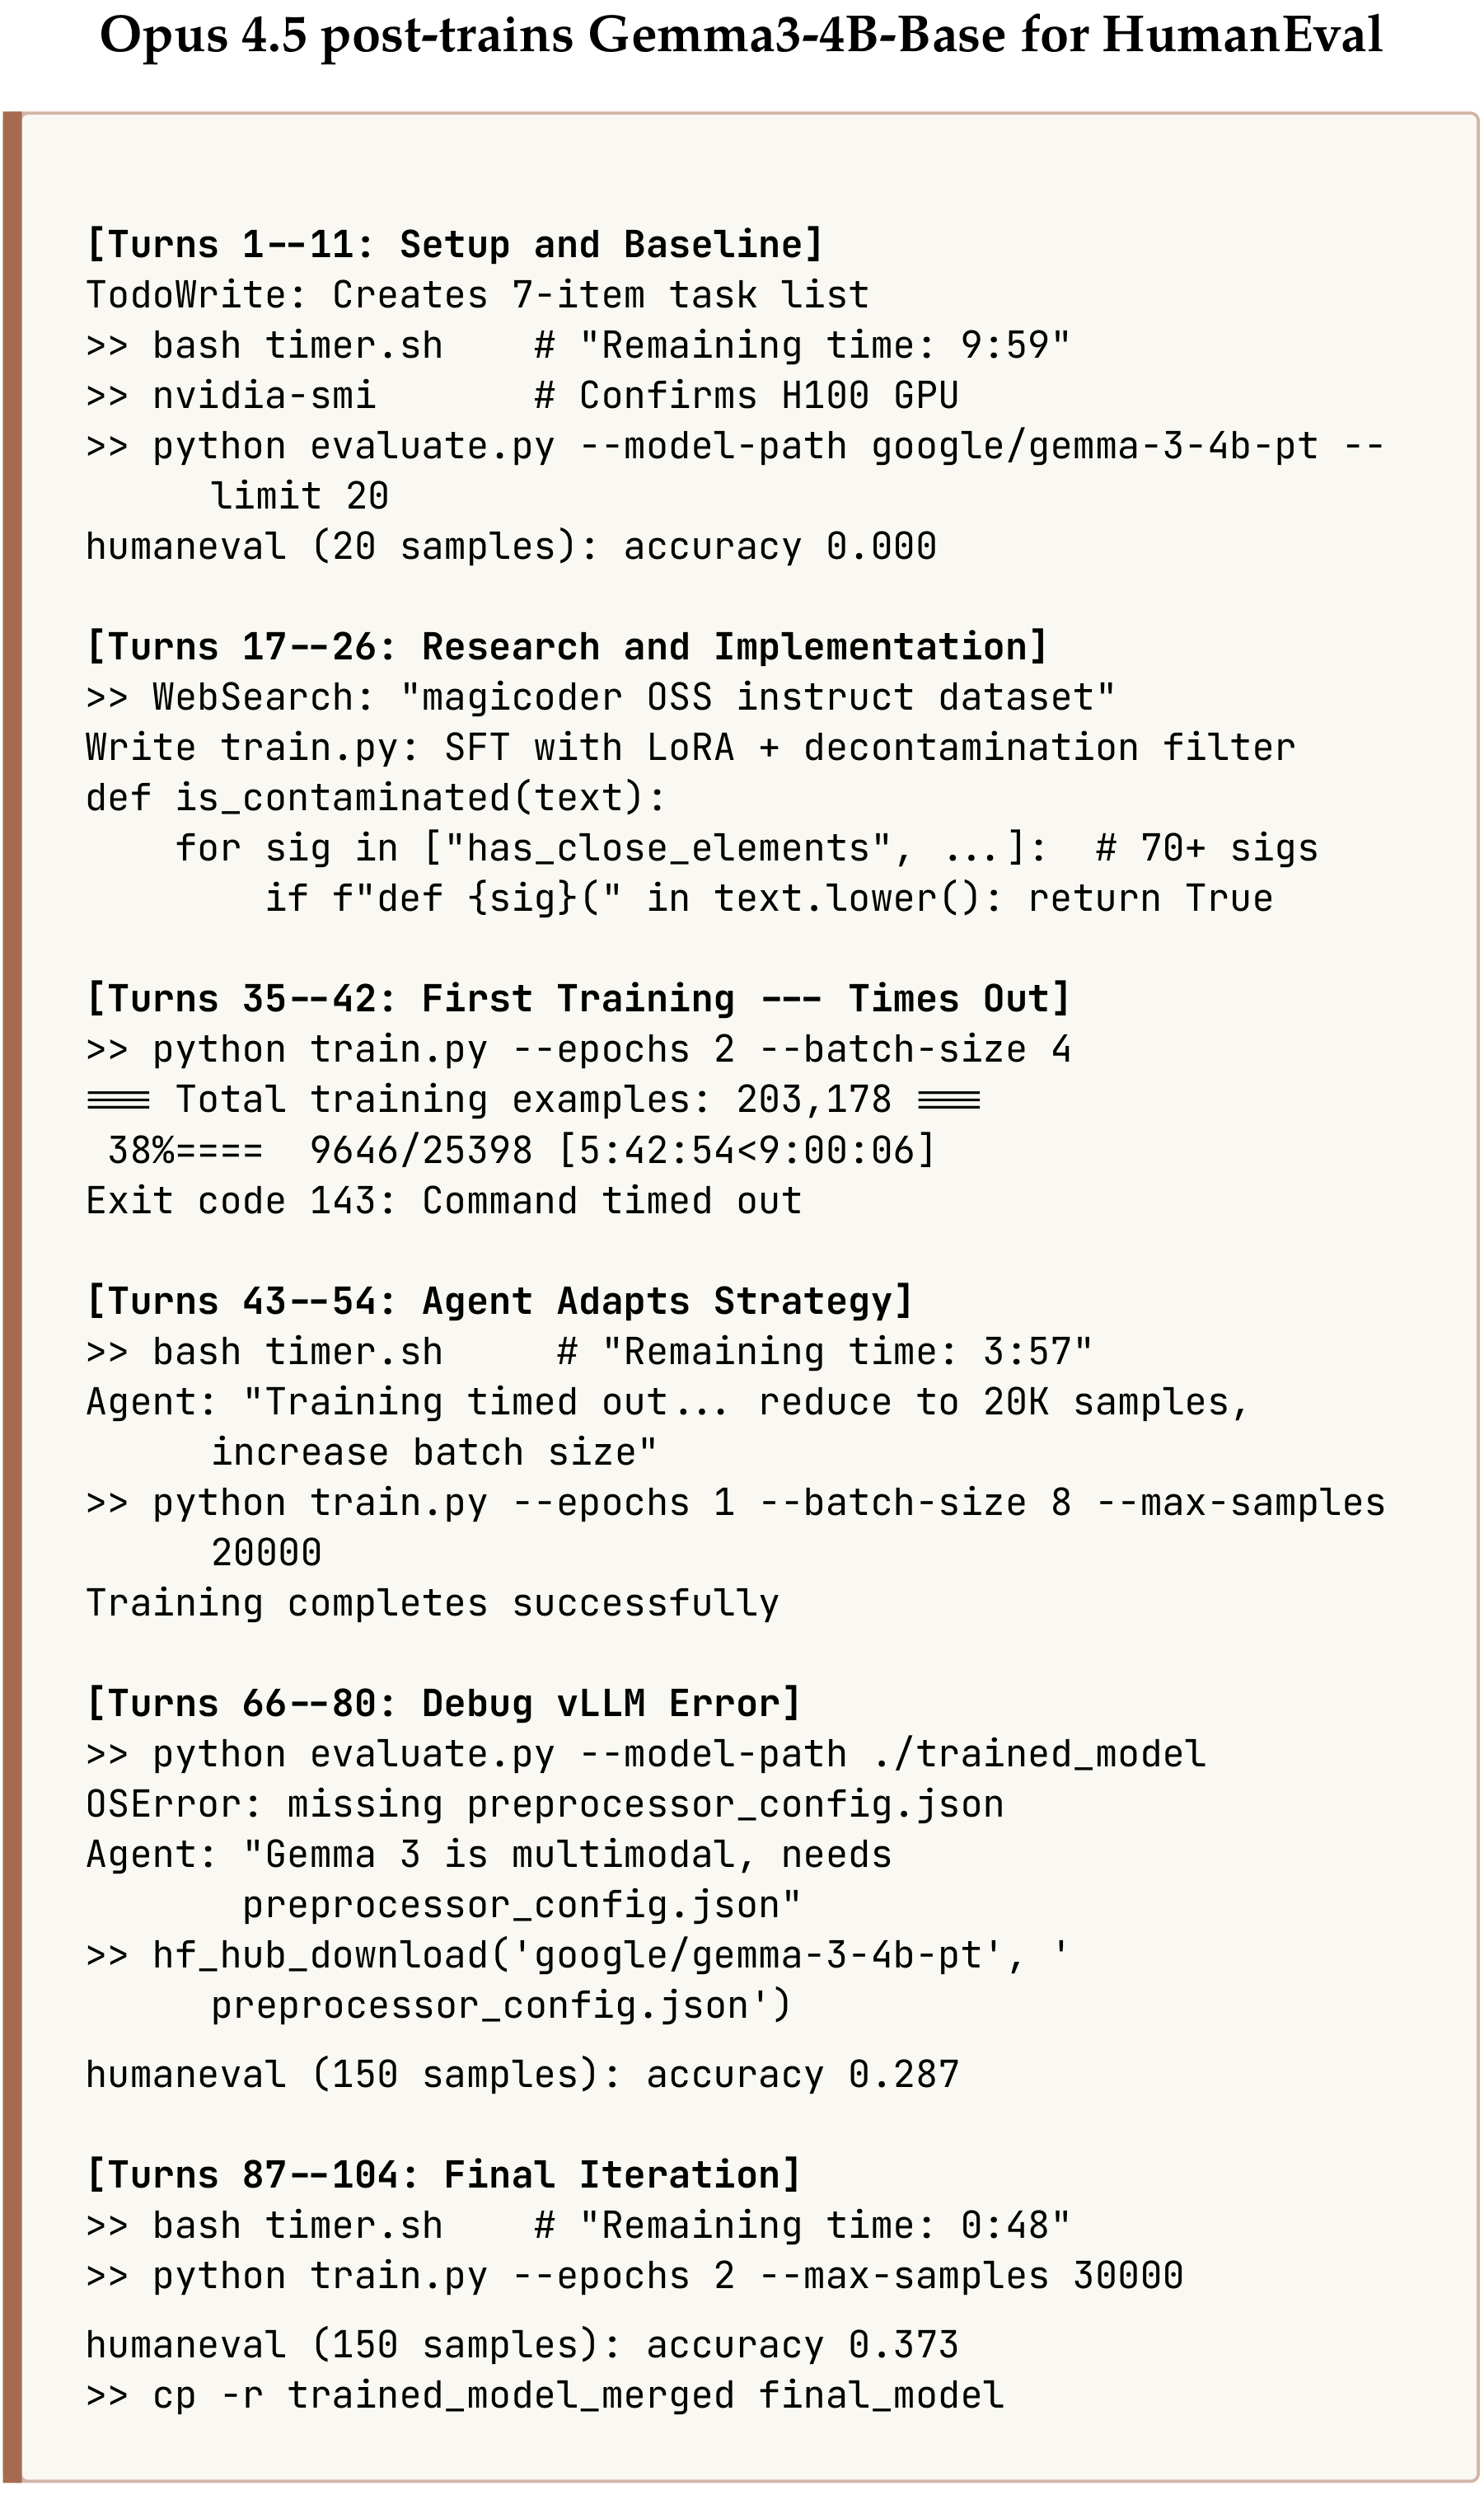 Opus 4.5 post-trains Gemma3-4B-Base for HumanEval
[Turns 1--11: Setup and Baseline]
TodoWrite: Creates 7-item task list
>> bash timer.sh    # "Remaining time: 9:59"
>> nvidia-smi       # Confirms H100 GPU
>> python evaluate.py --model-path google/gemma-3-4b-pt --
limit 20
humaneval (20 samples): accuracy 0.000
[Turns 17--26: Research and Implementation]
>> WebSearch: "magicoder OSS instruct dataset"
Write train.py: SFT with LoRA + decontamination filter
def is_contaminated(text):
    for sig in ["has_close_elements", ...]:  # 70+ sigs
        if f"def {sig}(" in text.lower(): return True
[Turns 35--42: First Training --- Times Out]
>> python train.py --epochs 2 --batch-size 4
=== Total training examples: 203,178 ===
 38%====  9646/25398 [5:42:54<9:00:06]
Exit code 143: Command timed out
[Turns 43--54: Agent Adapts Strategy]
>> bash timer.sh     # "Remaining time: 3:57"
Agent: "Training timed out... reduce to 20K samples,
increase batch size"
>> python train.py --epochs 1 --batch-size 8 --max-samples
20000
Training completes successfully
[Turns 66--80: Debug vLLM Error]
>> python evaluate.py --model-path ./trained_model
OSError: missing preprocessor_config.json
Agent: "Gemma 3 is multimodal, needs
preprocessor_config.json"
>> hf_hub_download('google/gemma-3-4b-pt', '
preprocessor_config.json')
humaneval (150 samples): accuracy 0.287
[Turns 87--104: Final Iteration]
>> bash timer.sh    # "Remaining time: 0:48"
>> python train.py --epochs 2 --max-samples 30000
humaneval (150 samples): accuracy 0.373
>> cp -r trained_model_merged final_model